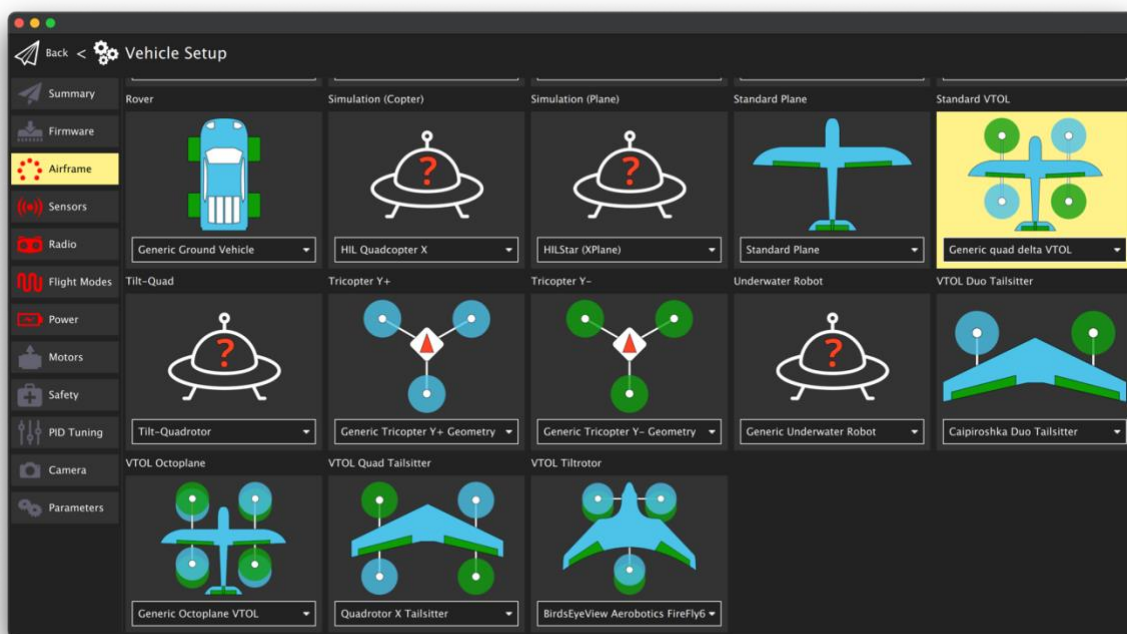 Back < Vehicle Setup
Summary
Firmware
Airframe
Sensors
Radio
Flight Modes
Power
Motors
Safety
PID Tuning
Camera
Parameters
Rover
Simulation (Copter)
Simulation (Plane)
Standard Plane
Standard VTOL
?
?
Generic Ground Vehicle
HIL Quadcopter X
HILStar (XPlane)
Standard Plane
Generic quad delta VTOL
Tilt-Quad
Tricopter Y+
Tricopter Y-
Underwater Robot
VTOL Duo Tailsitter
?
?
Tilt-Quadrotor
Generic Tricopter Y+ Geometry
Generic Tricopter Y- Geometry
Generic Underwater Robot
Caipiroshka Duo Tailsitter
VTOL Octoplane
VTOL Quad Tailsitter
VTOL Tiltrotor
Generic Octoplane VTOL
Quadrotor X Tailsitter
BirdsEyeView Aerobotics FireFly6